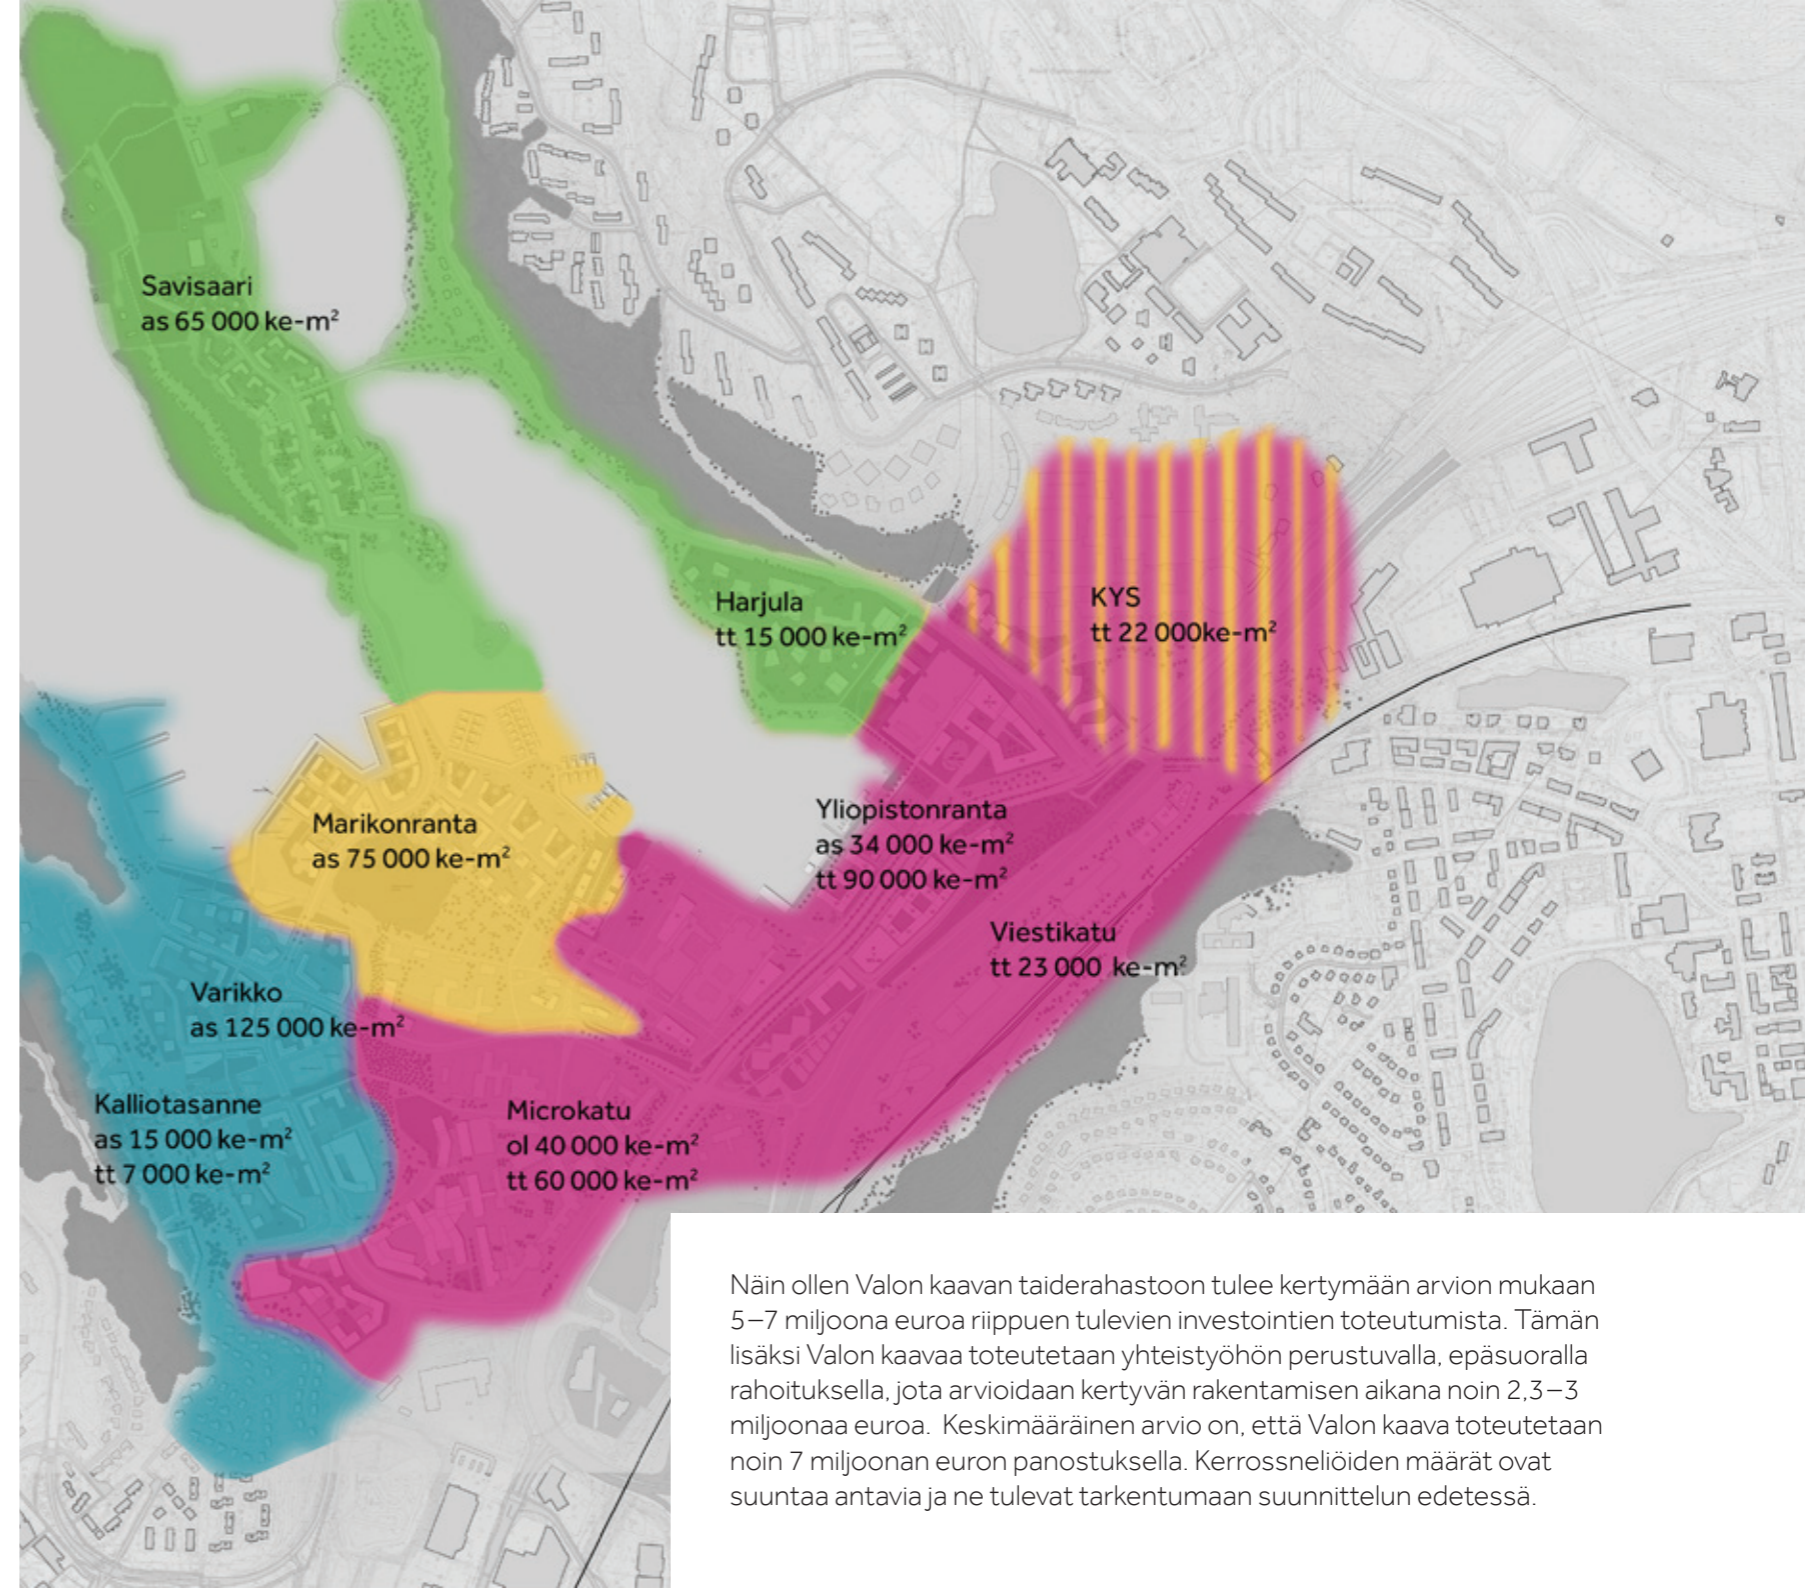 Savisaari
as 65 000 ke-m²
Harjula
tt 15 000 ke-m²
KYS
tt 22 000ke-m²
Marikonranta
as 75 000 ke-m²
Yliopistonranta
as 34 000 ke-m²
tt 90 000 ke-m²
Viestikatu
tt 23 000 ke-m²
Varikko
as 125 000 ke-m²
Kalliotasanne
as 15 000 ke-m²
tt 7 000 ke-m²
Microkatu
ol 40 000 ke-m²
tt 60 000 ke-m²
Näin ollen Valon kaavan taiderahastoon tulee kertymään arvion mukaan
5–7 miljoona euroa riippuen tulevien investointien toteutumista. Tämän
lisäksi Valon kaavaa toteutetaan yhteistyöhön perustuvalla, epäsuoralla
rahoituksella, jota arvioidaan kertyvän rakentamisen aikana noin 2,3–3
miljoonaa euroa.  Keskimääräinen arvio on, että Valon kaava toteutetaan
noin 7 miljoonan euron panostuksella. Kerrosneliöiden määrät ovat
suuntaa antavia ja ne tulevat tarkentumaan suunnittelun edetessä.